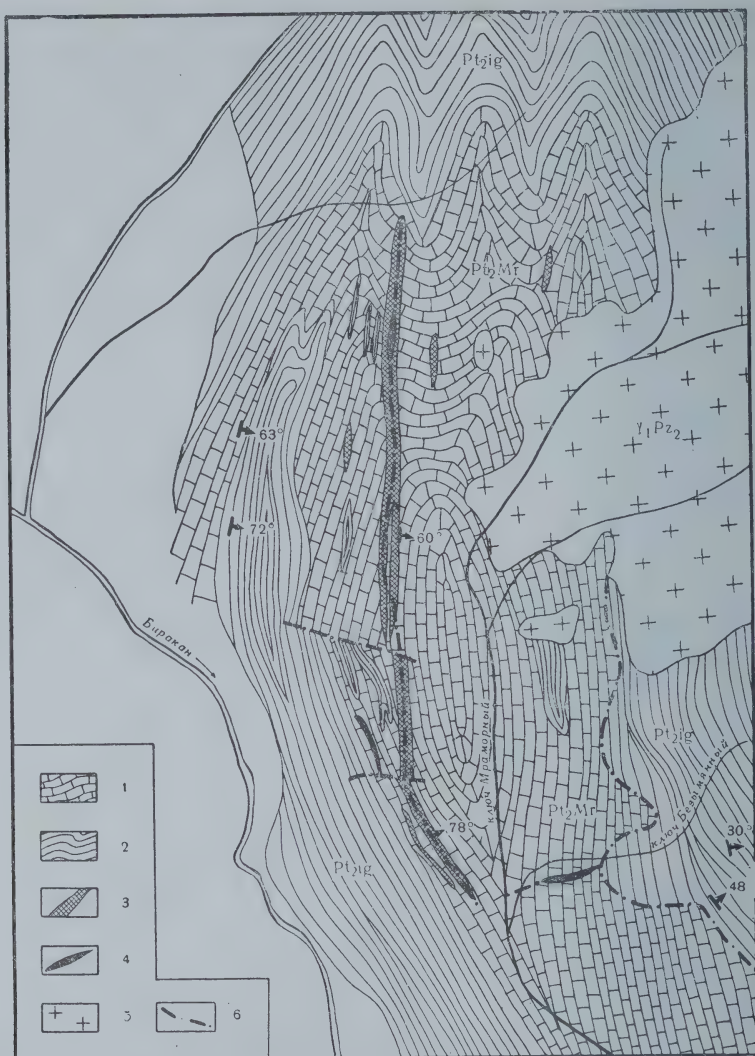 Pt₂ig
Pt₂Mr
γ₁Pz₂
63°
72°
60°
Биракан
Pt₂ig
ключ Мраморный
ключ Безымянный
Pt₂Mr
78°
30
48
Pt₂ig
1
2
3
4
5
6